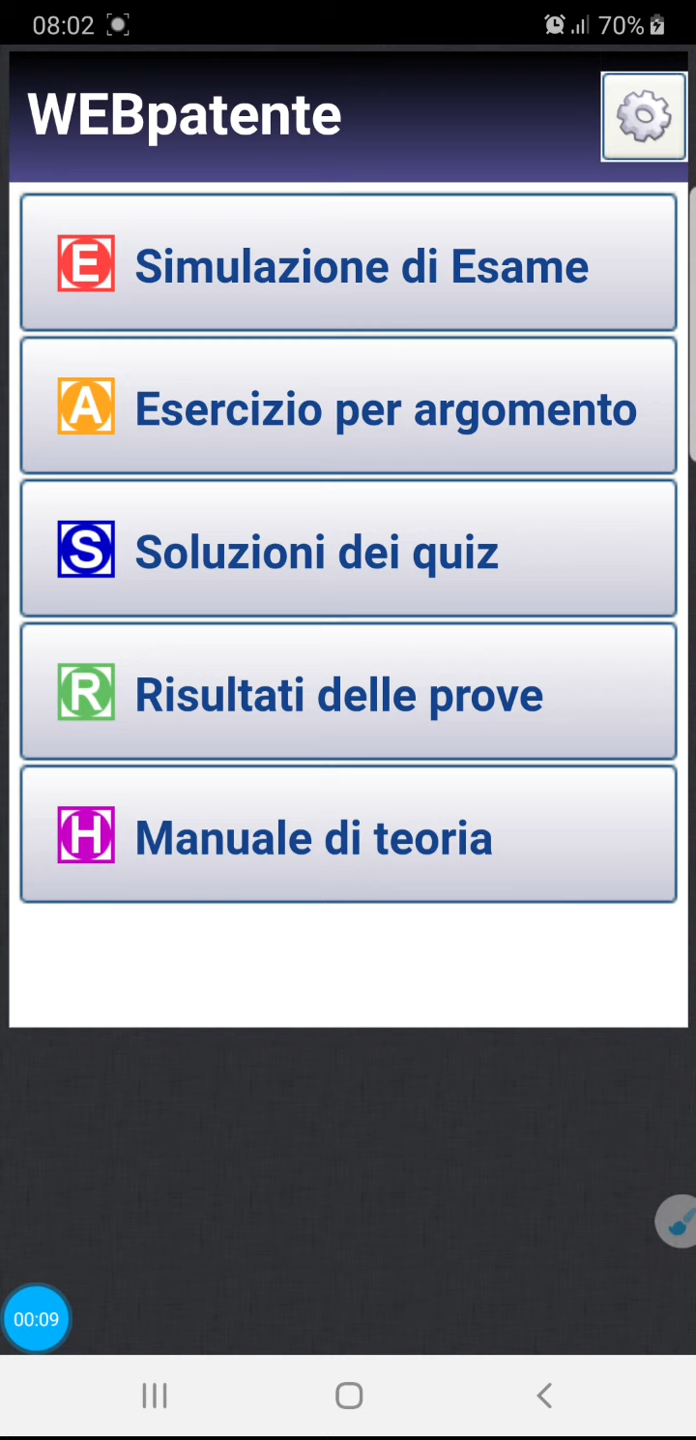 08:02 70%
WEBpatente
E Simulazione di Esame
A Esercizio per argomento
S Soluzioni dei quiz
R Risultati delle prove
H Manuale di teoria
00:09